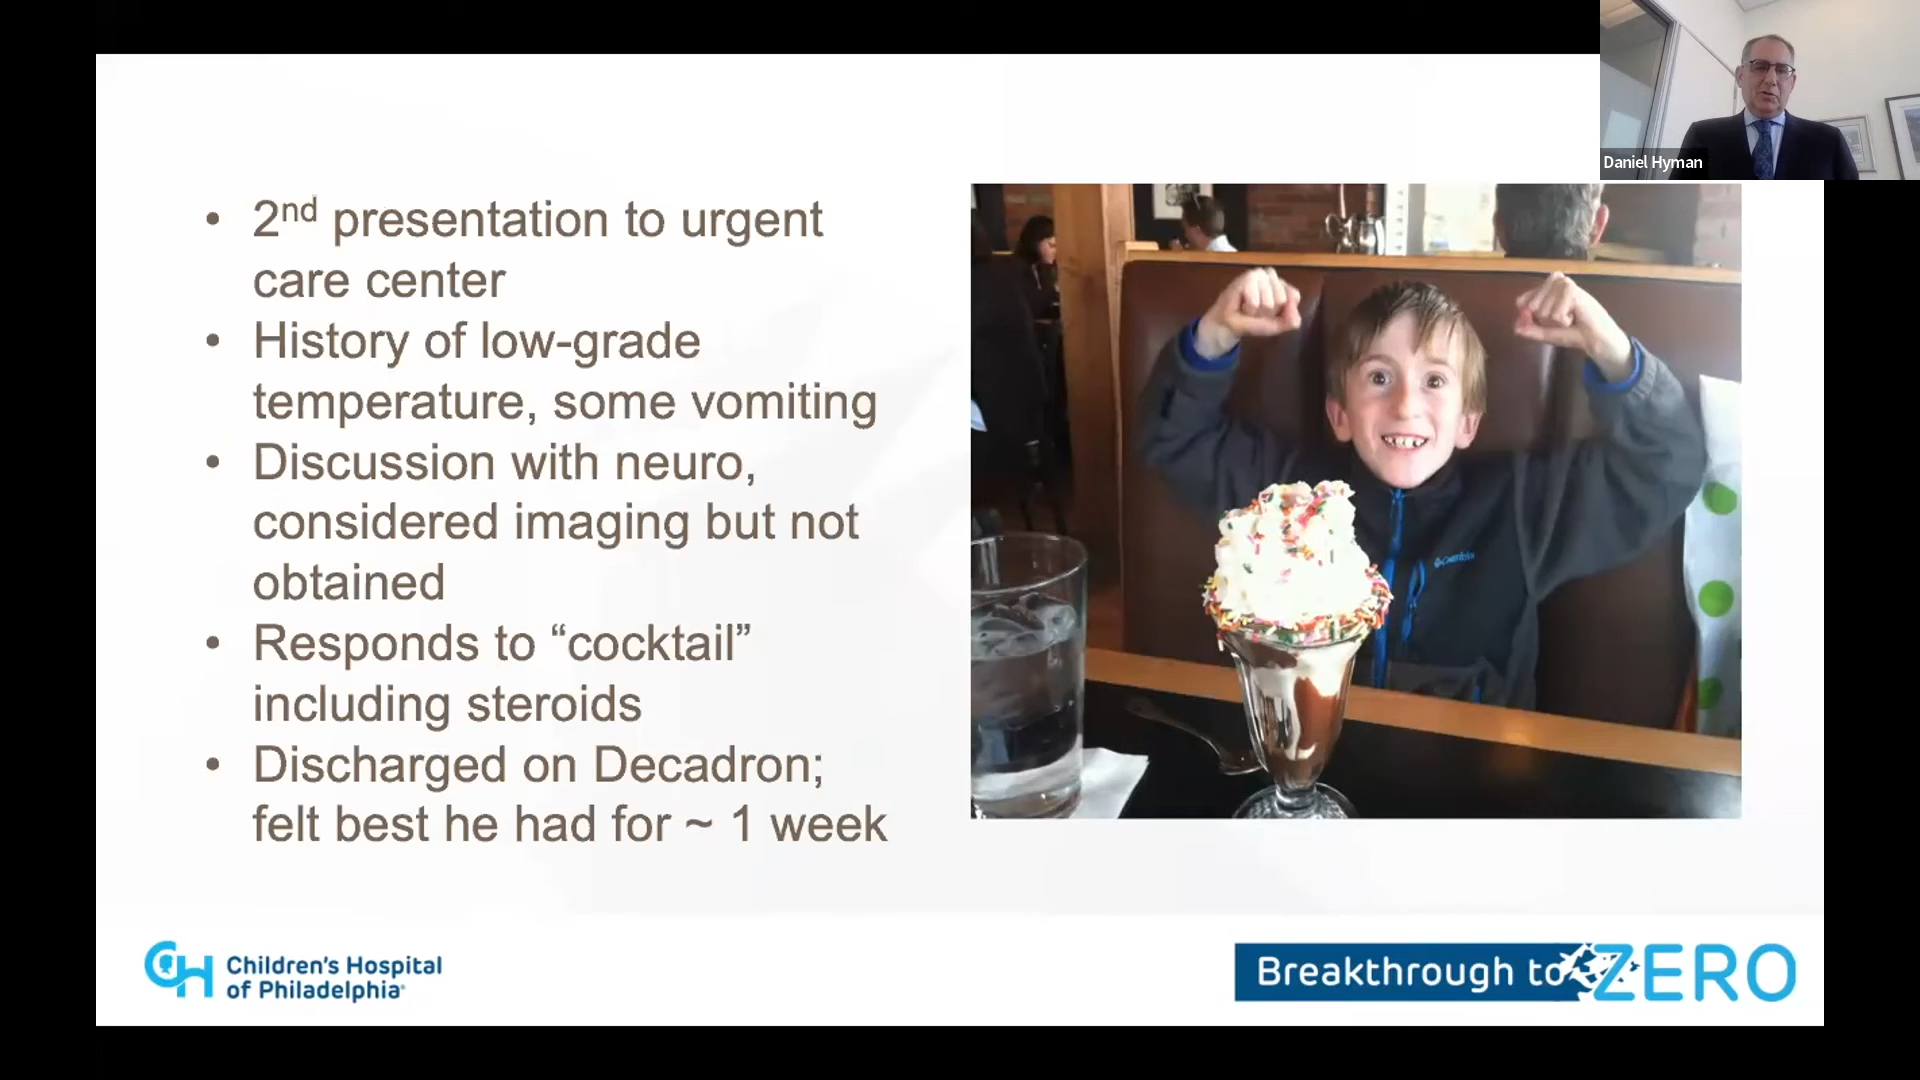 Daniel Hyman
• 2nd presentation to urgent
care center
• History of low-grade
temperature, some vomiting
• Discussion with neuro,
considered imaging but not
obtained
• Responds to “cocktail”
including steroids
• Discharged on Decadron;
felt best he had for ~ 1 week
Columbia
CH
Children's Hospital
of Philadelphia
Breakthrough to ZERO